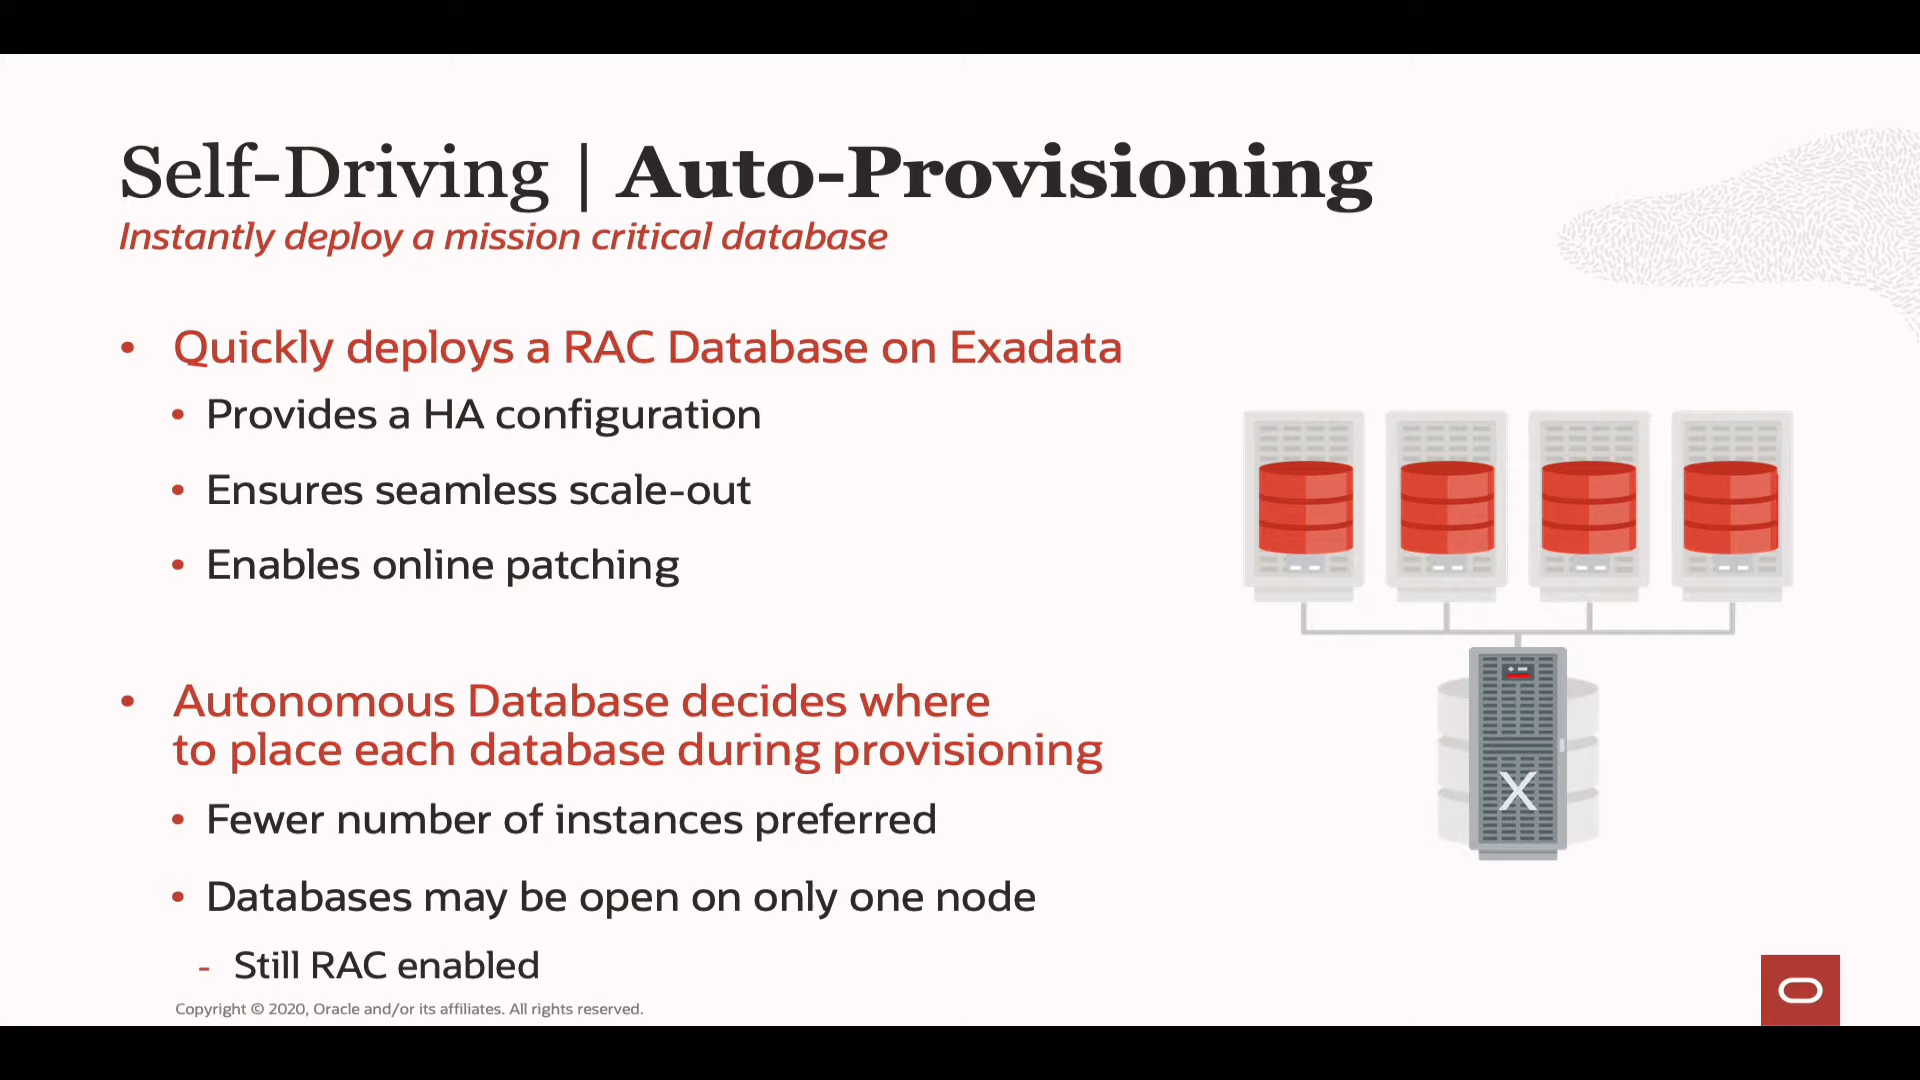 Self-Driving | Auto-Provisioning
Instantly deploy a mission critical database
• Quickly deploys a RAC Database on Exadata
• Provides a HA configuration
• Ensures seamless scale-out
• Enables online patching
• Autonomous Database decides where
to place each database during provisioning
• Fewer number of instances preferred
• Databases may be open on only one node
- Still RAC enabled
X
Copyright © 2020, Oracle and/or its affiliates. All rights reserved.